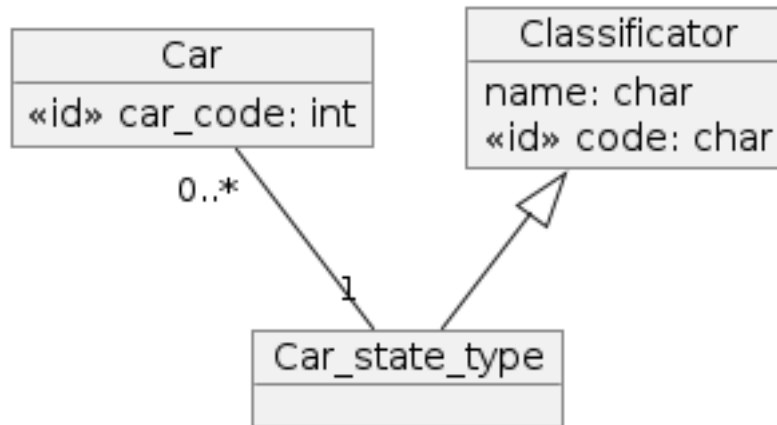 Car
«id» car_code: int
Classificator
name: char
«id» code: char
0..*
1
Car_state_type